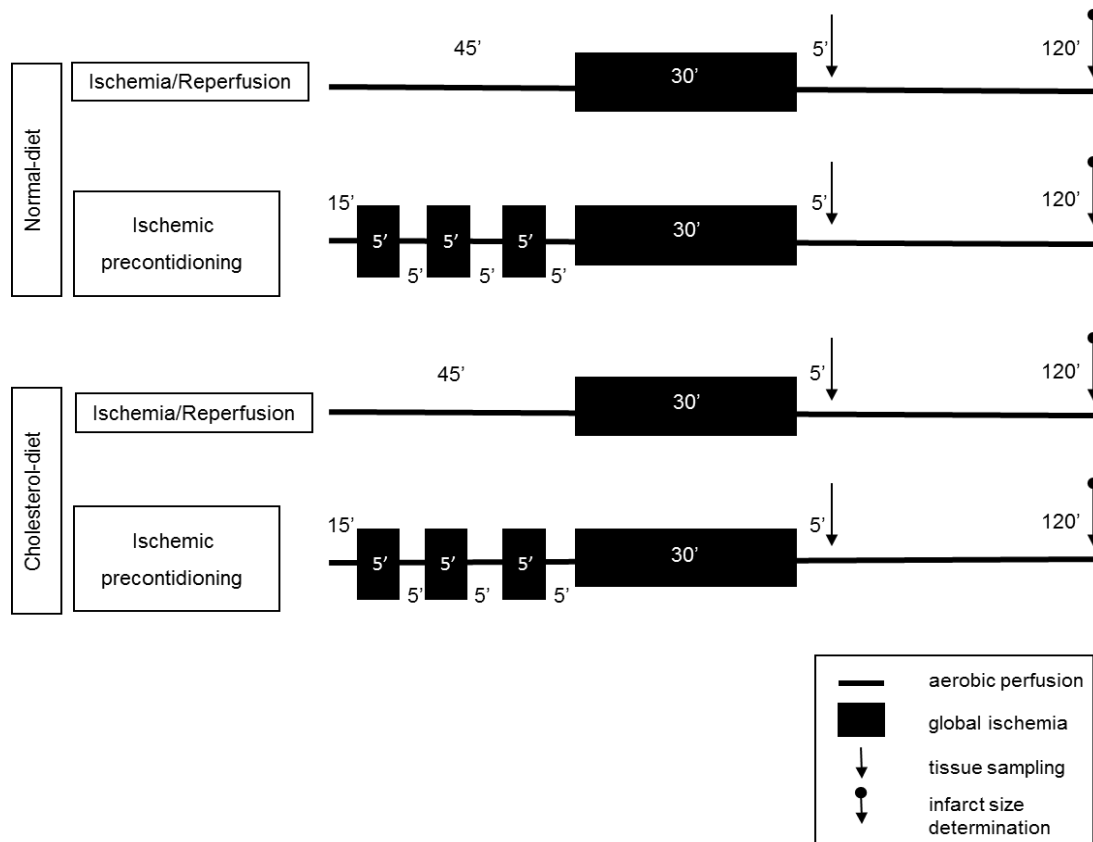 Normal-diet
Ischemia/Reperfusion
45’
30’
5’
120’
Ischemic
precontidioning
15’
5’
5’
5’
5’
5’
5’
30’
5’
120’
Cholesterol-diet
Ischemia/Reperfusion
45’
30’
5’
120’
Ischemic
precontidioning
15’
5’
5’
5’
5’
5’
5’
30’
5’
120’
aerobic perfusion
global ischemia
tissue sampling
infarct size
determination